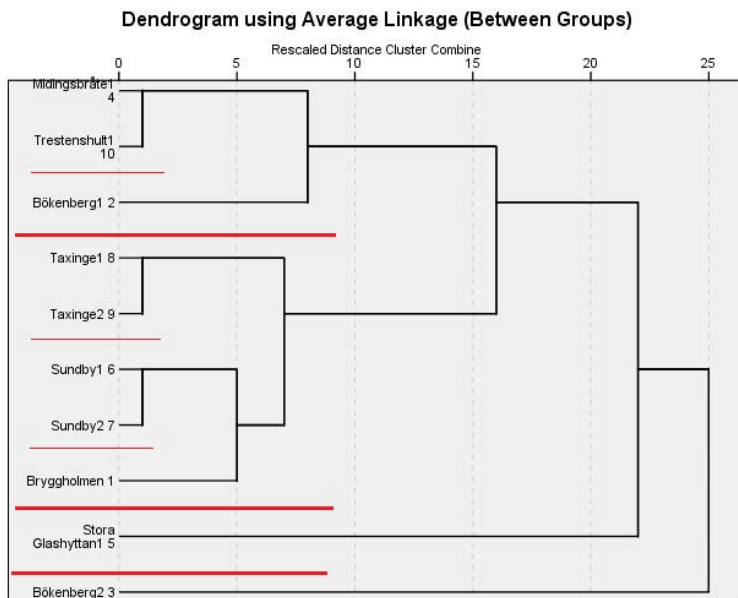 Dendrogram using Average Linkage (Between Groups)
Rescaled Distance Cluster Combine
0 5 10 15 20 25
Midingsbråte1
4
Trestenshult1
10
Bökenberg1 2
Taxinge1 8
Taxinge2 9
Sundby1 6
Sundby2 7
Bryggholmen 1
Stora
Glashyttan1 5
Bökenberg2 3